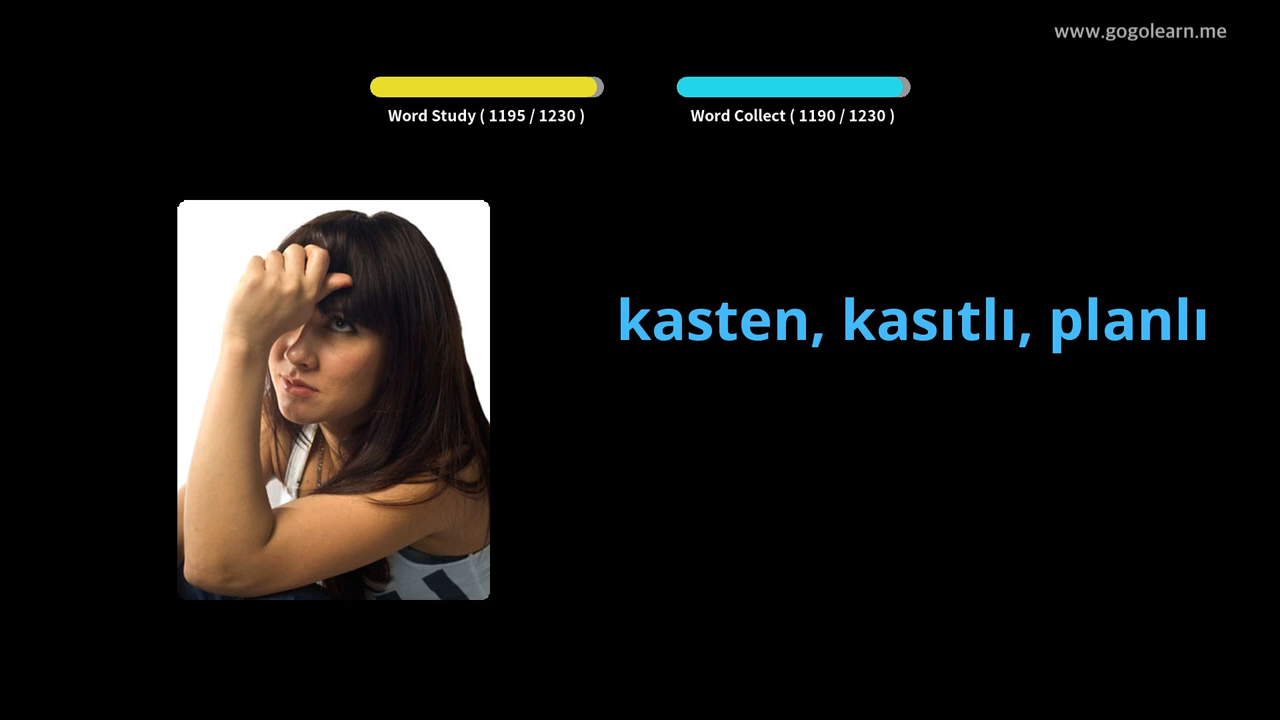 www.gogolearn.me
Word Study ( 1195 / 1230 )
Word Collect ( 1190 / 1230 )
kasten, kasıtlı, planlı